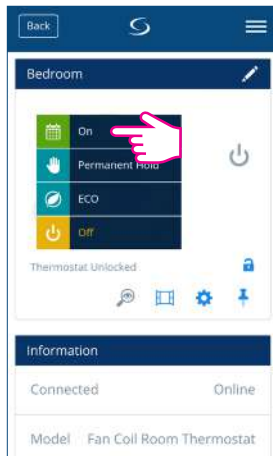 Back
Bedroom
On
Permanent Hold
ECO
Off
Thermostat Unlocked
Information
Connected Online
Model Fan Coil Room Thermostat